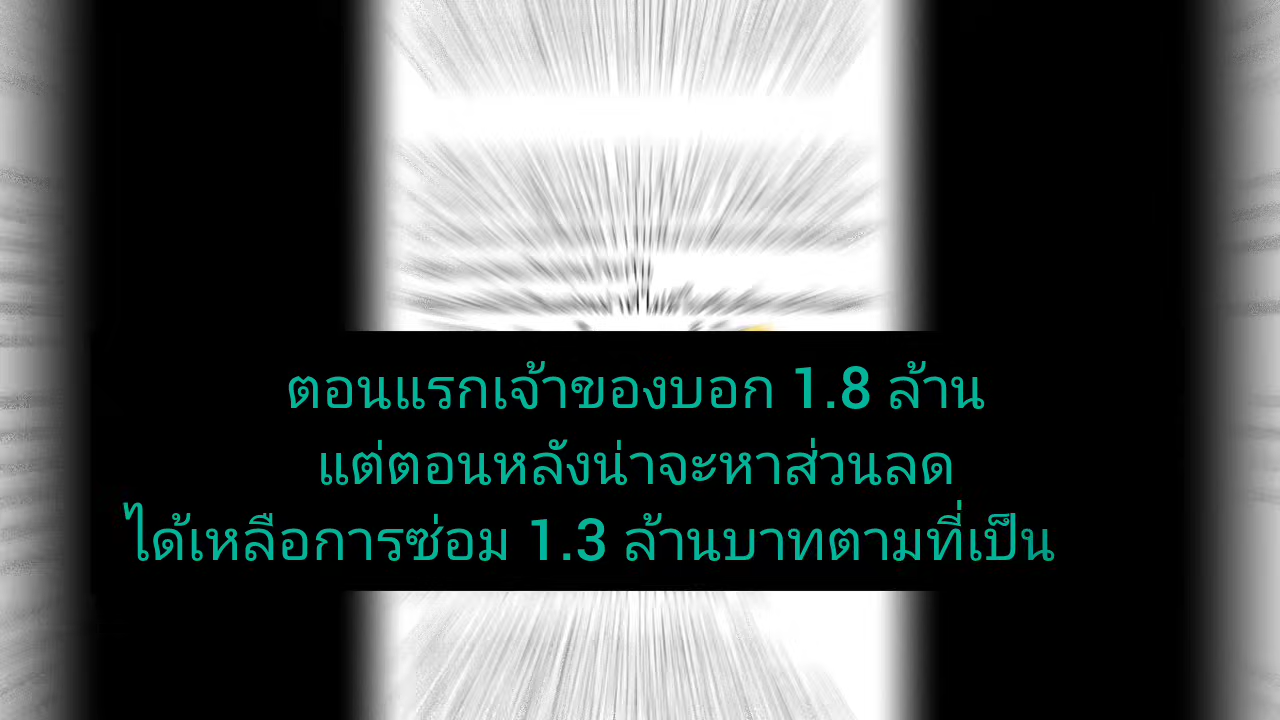 ตอนแรกเจ้าของบอก 1.8 ล้าน
แต่ตอนหลังน่าจะหาส่วนลด
ได้เหลือการซ่อม 1.3 ล้านบาทตามที่เป็น